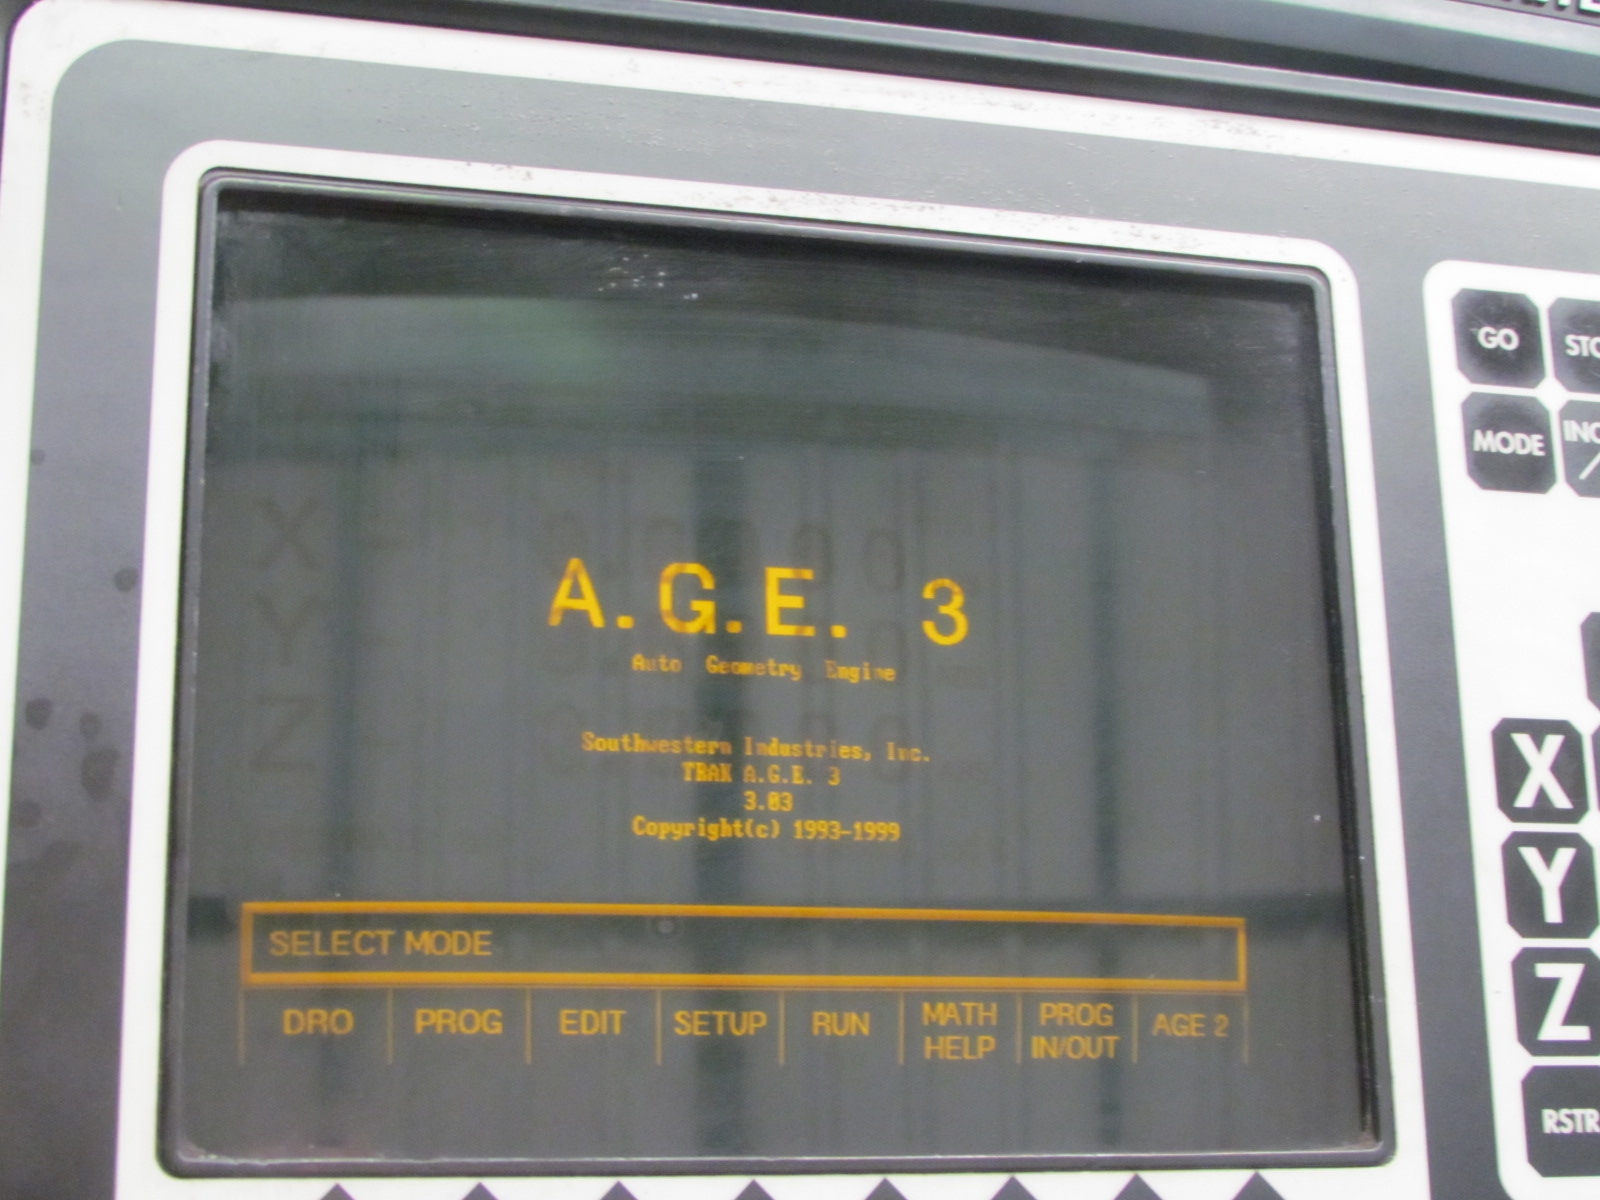 A.G.E. 3
Auto Geometry Engine
Southwestern Industries, Inc.
TRAK A.G.E. 3
3.03
Copyright(c) 1993-1999
SELECT MODE
DRO PROG EDIT SETUP RUN MATH HELP PROG IN/OUT AGE 2
GO
MODE
X
Y
Z